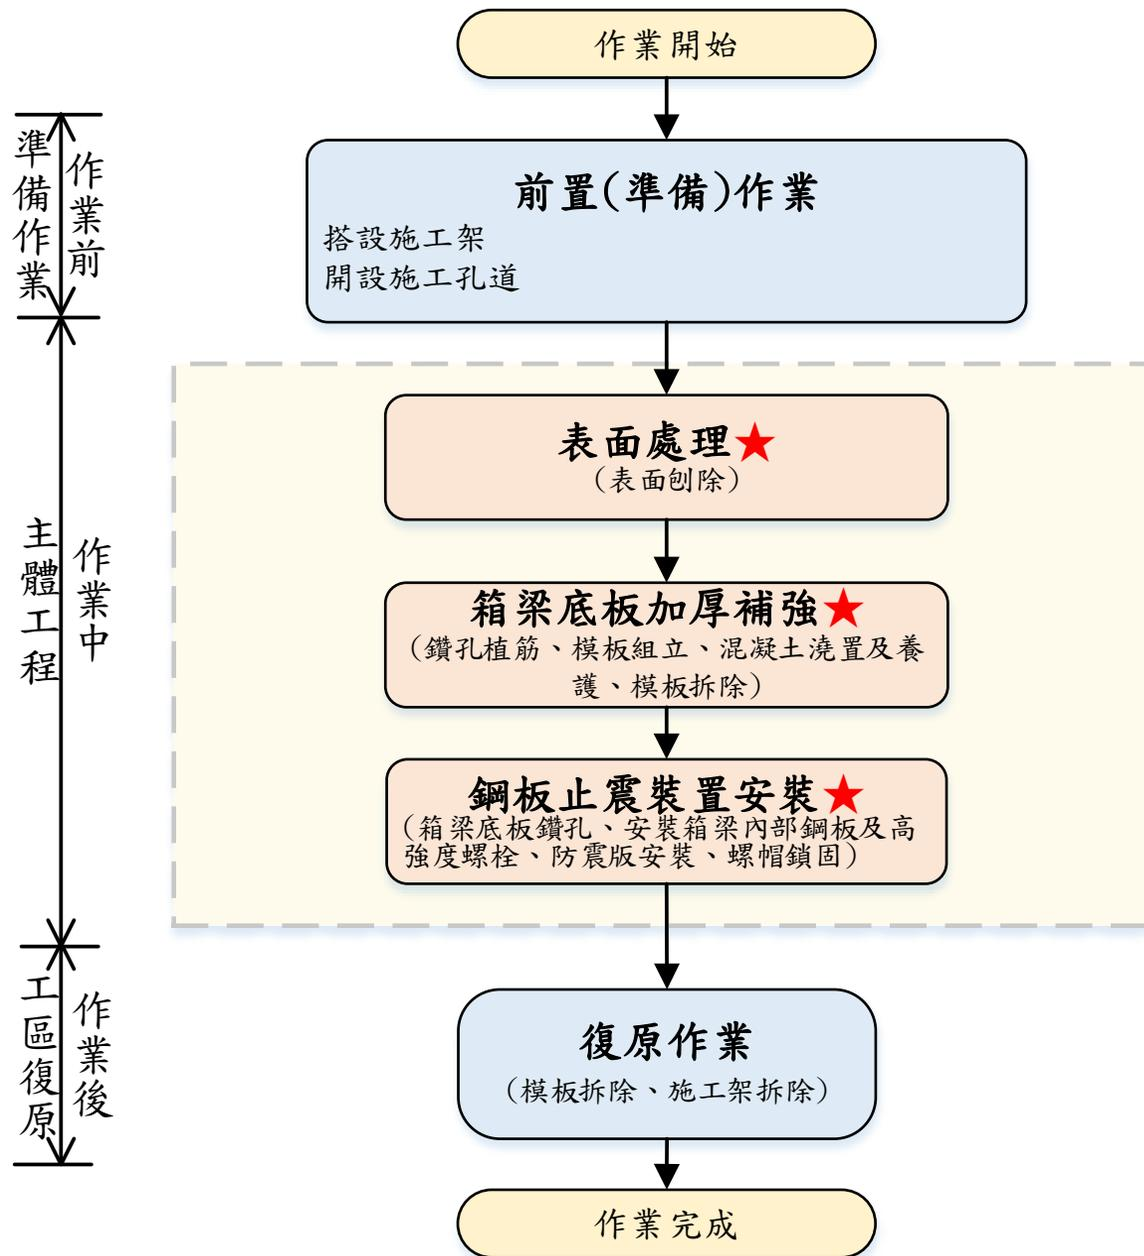 作業開始
準備作業
作業前
前置(準備)作業
搭設施工架
開設施工孔道
主體工程
作業中
表面處理★
(表面刨除)
箱梁底板加厚補強★
(鑽孔植筋、模板組立、混凝土澆置及養
護、模板拆除)
鋼板止震裝置安裝★
(箱梁底板鑽孔、安裝箱梁內部鋼板及高
強度螺栓、防震版安裝、螺帽鎖固)
工區復原
作業後
復原作業
(模板拆除、施工架拆除)
作業完成